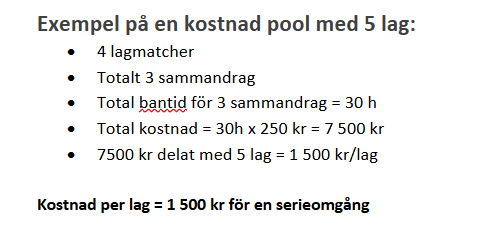 Exempel på en kostnad pool med 5 lag:
• 4 lagmatcher
• Totalt 3 sammandrag
• Total bantid för 3 sammandrag = 30 h
• Total kostnad = 30h x 250 kr = 7 500 kr
• 7500 kr delat med 5 lag = 1 500 kr/lag
Kostnad per lag = 1 500 kr för en serieomgång